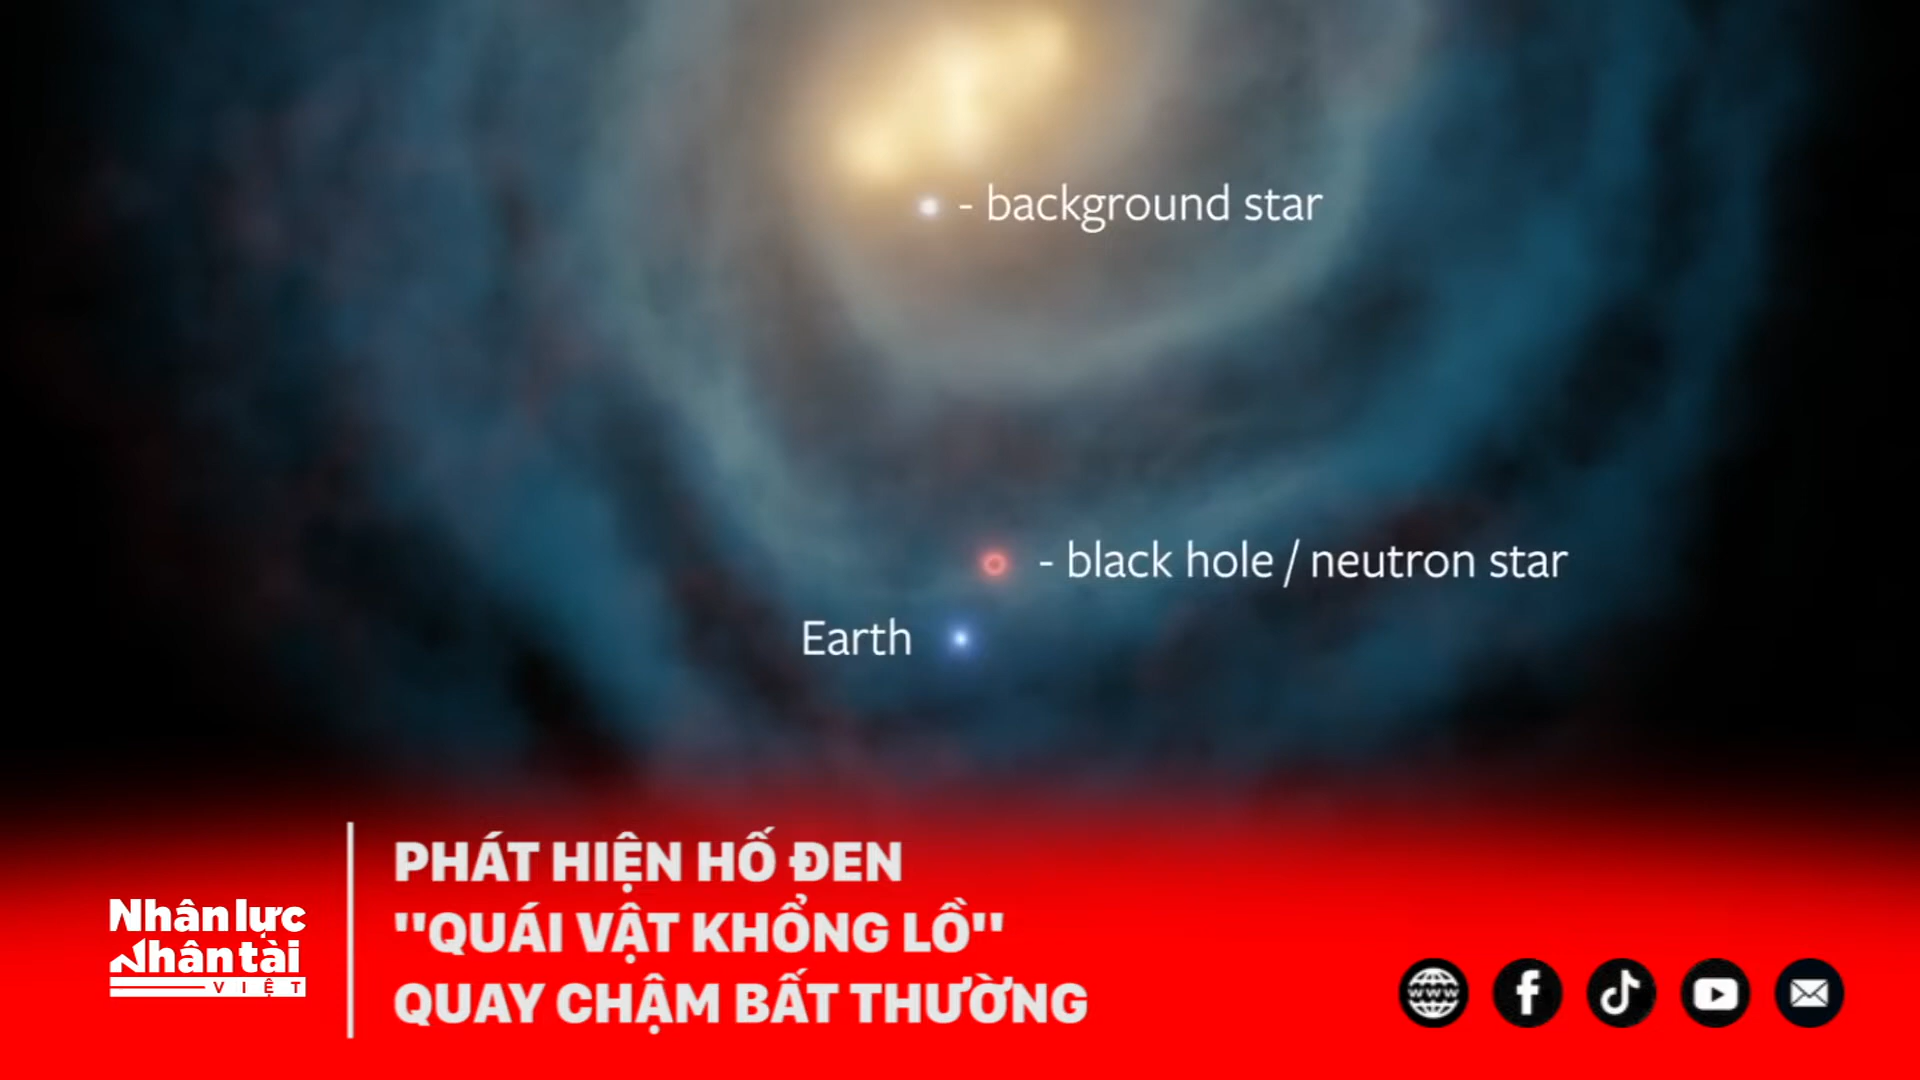 - background star
- black hole / neutron star
Earth
PHÁT HIỆN HỐ ĐEN
"QUÁI VẬT KHỔNG LỒ"
QUAY CHẬM BẤT THƯỜNG
Nhân lực
Nhân tài
VIỆT
WWW